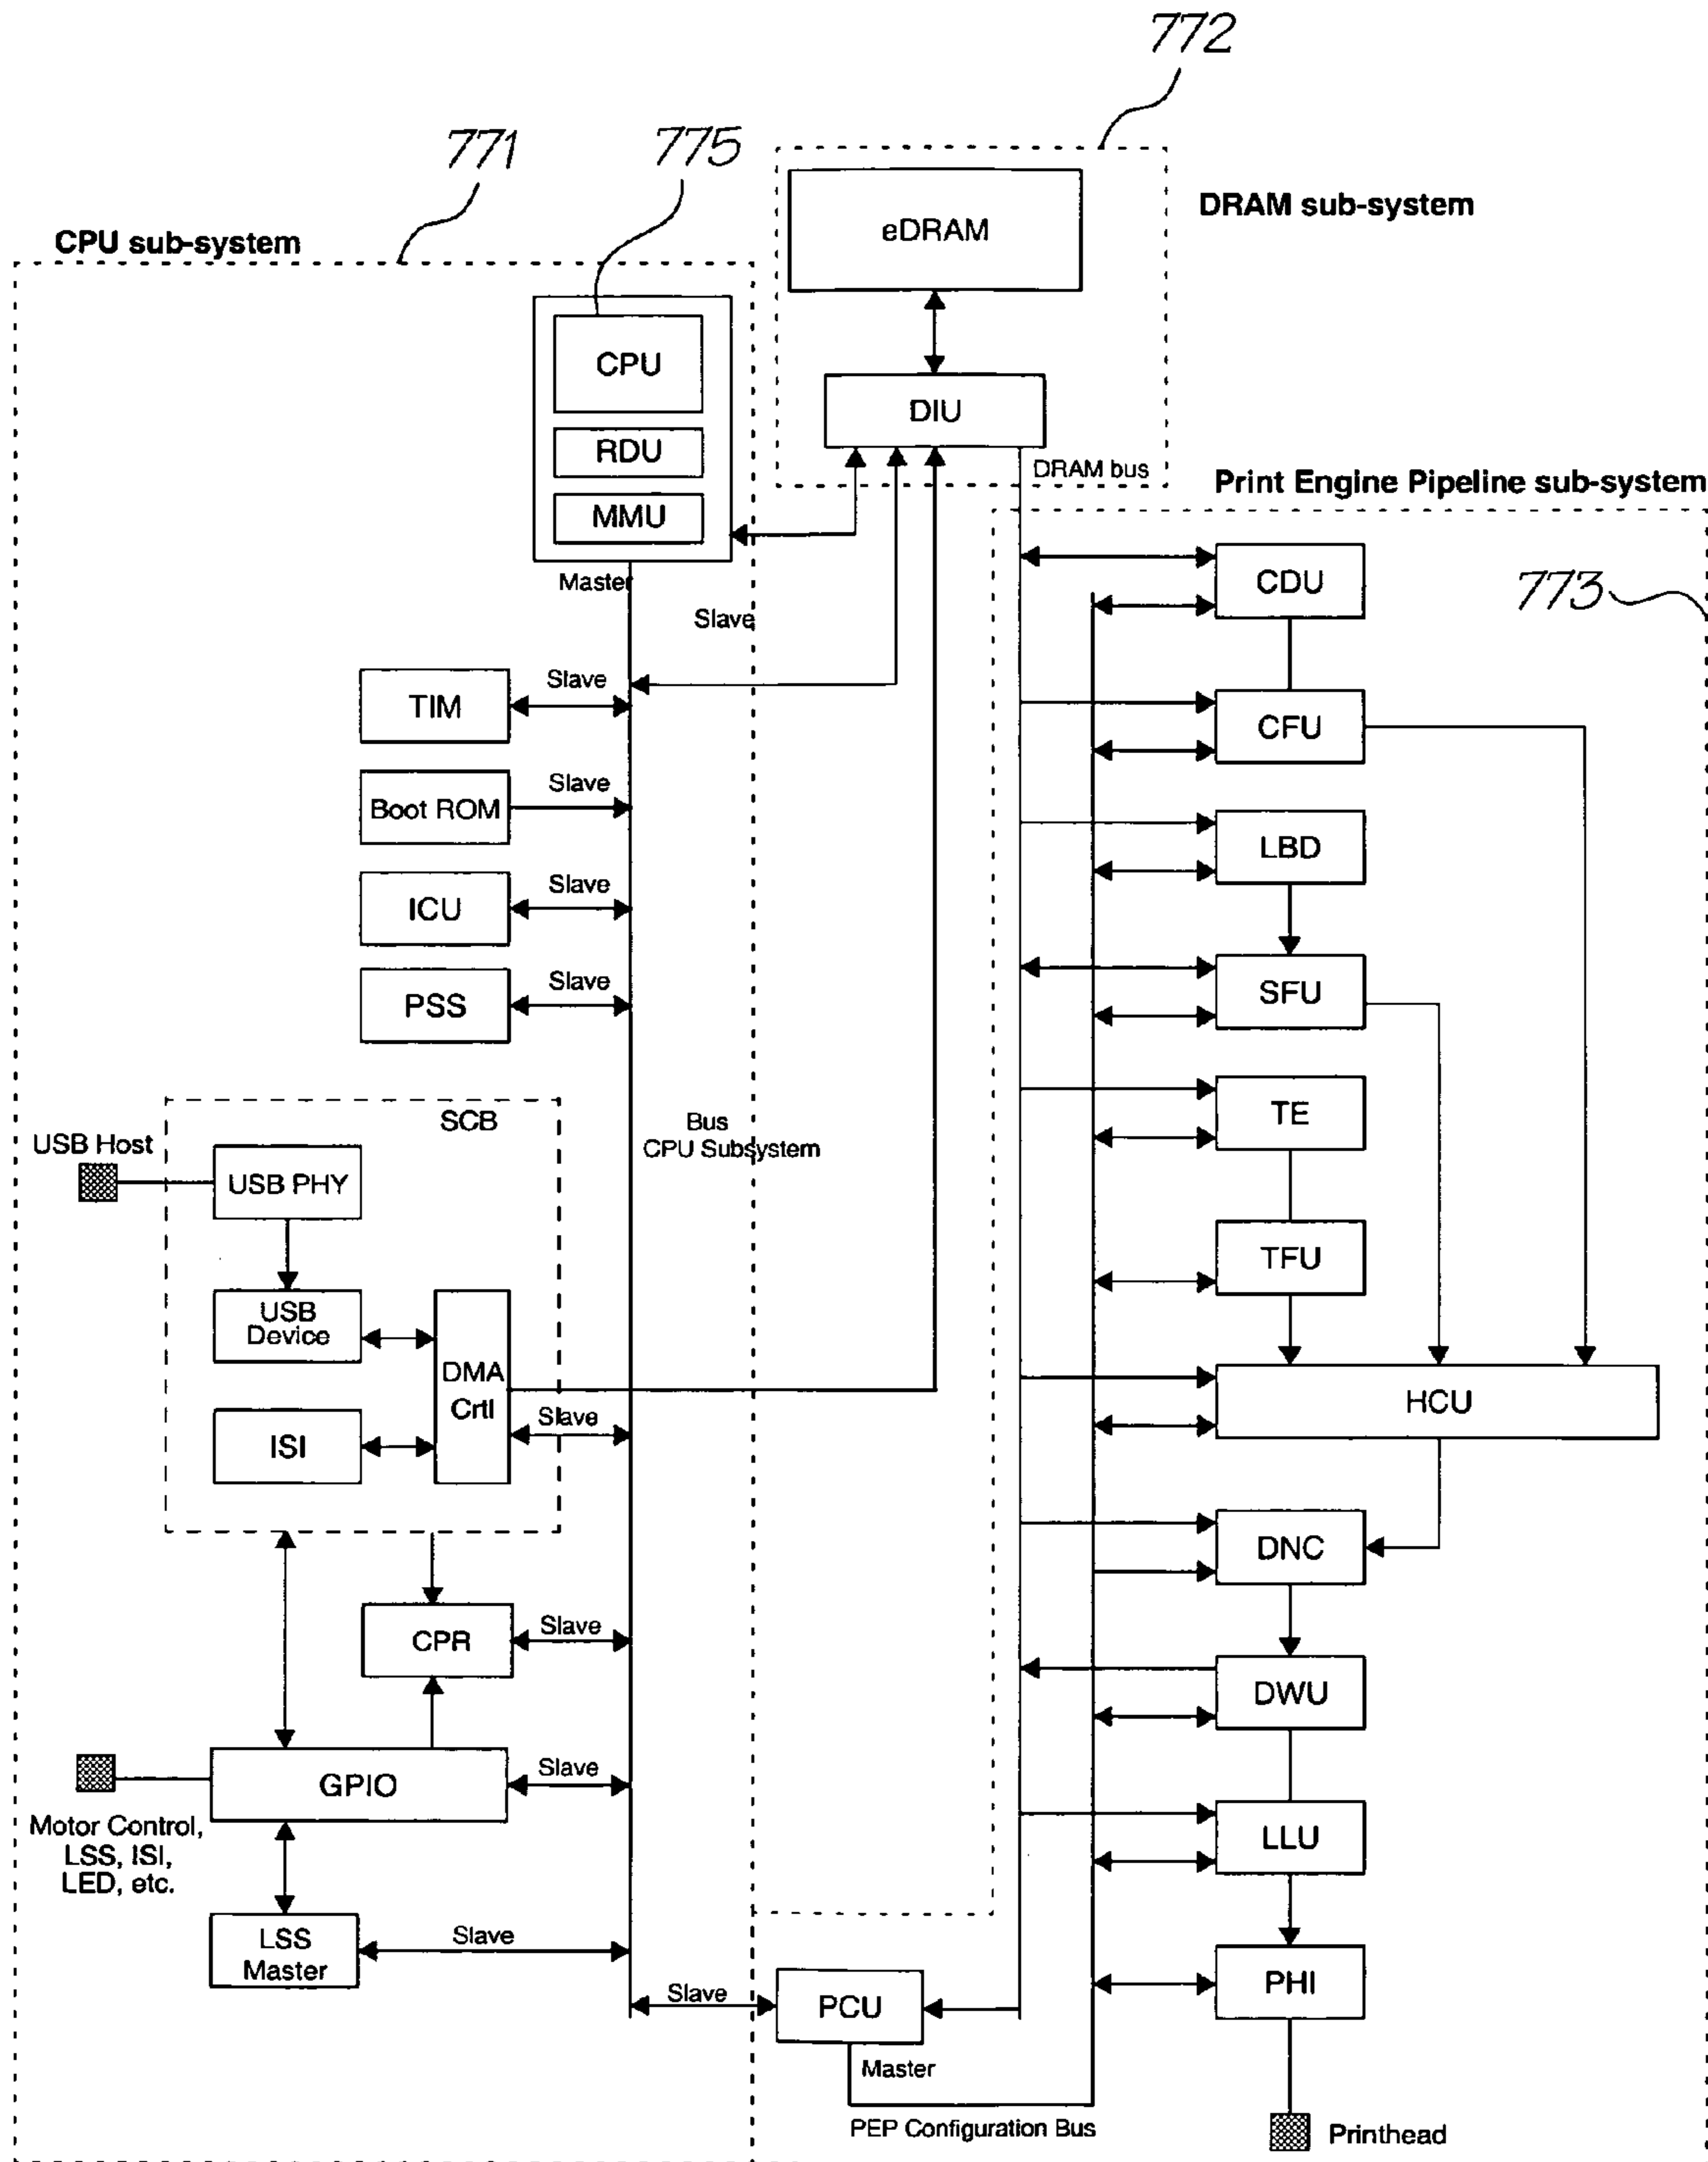 772
771
775
DRAM sub-system
CPU sub-system
eDRAM
CPU
DIU
RDU
DRAM bus
MMU
Print Engine Pipeline sub-system
Master
CDU
773
Slave
TIM
Slave
CFU
Boot ROM
Slave
LBD
ICU
Slave
PSS
Slave
SFU
SCB
TE
Bus
CPU Subsystem
USB Host
USB PHY
TFU
USB
Device
DMA
Crtl
Slave
HCU
ISI
DNC
CPR
Slave
DWU
GPIO
Slave
Motor Control,
LSS, ISI,
LED, etc.
LLU
LSS
Master
Slave
PHI
Slave
PCU
Master
PEP Configuration Bus
Printhead